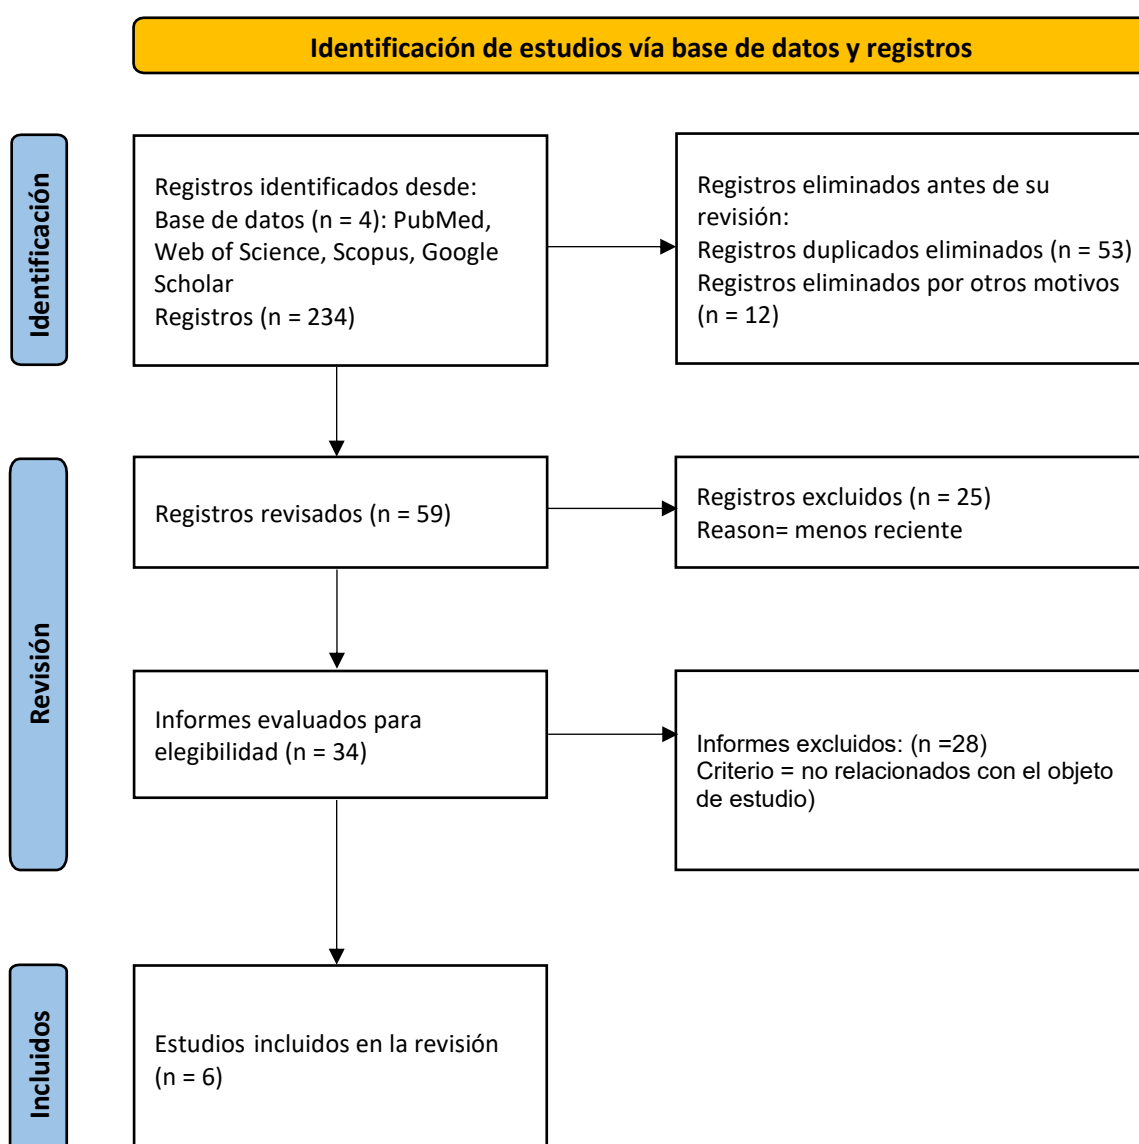 Identificación de estudios vía base de datos y registros
Identificación
Registros identificados desde:
Base de datos (n = 4): PubMed,
Web of Science, Scopus, Google
Scholar
Registros (n = 234)
Registros eliminados antes de su
revisión:
Registros duplicados eliminados (n = 53)
Registros eliminados por otros motivos
(n = 12)
Revisión
Registros revisados (n = 59)
Registros excluidos (n = 25)
Reason= menos reciente
Informes evaluados para
elegibilidad (n = 34)
Informes excluidos: (n =28)
Criterio = no relacionados con el objeto
de estudio)
Incluidos
Estudios incluidos en la revisión
(n = 6)